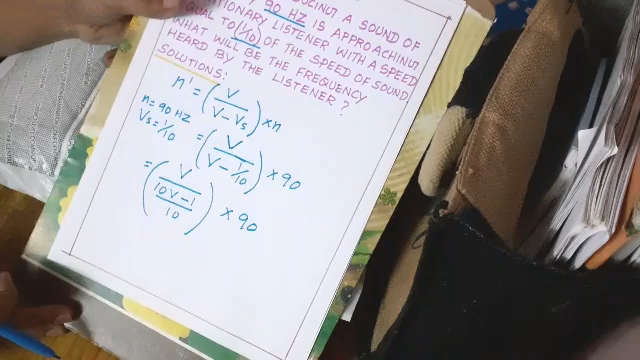 A SOUND OF
90 HZ IS APPROACHING
STATIONARY LISTENER WITH A SPEED
EQUAL TO (1/10) OF THE SPEED OF SOUND
WHAT WILL BE THE FREQUENCY
HEARD BY THE LISTENER?
SOLUTIONS:
n' = (V / V - Vs) × n
n = 90 HZ
Vs = 1/10
= (V / V - 1/10) × 90
= (V / 10V - 1 / 10) × 90